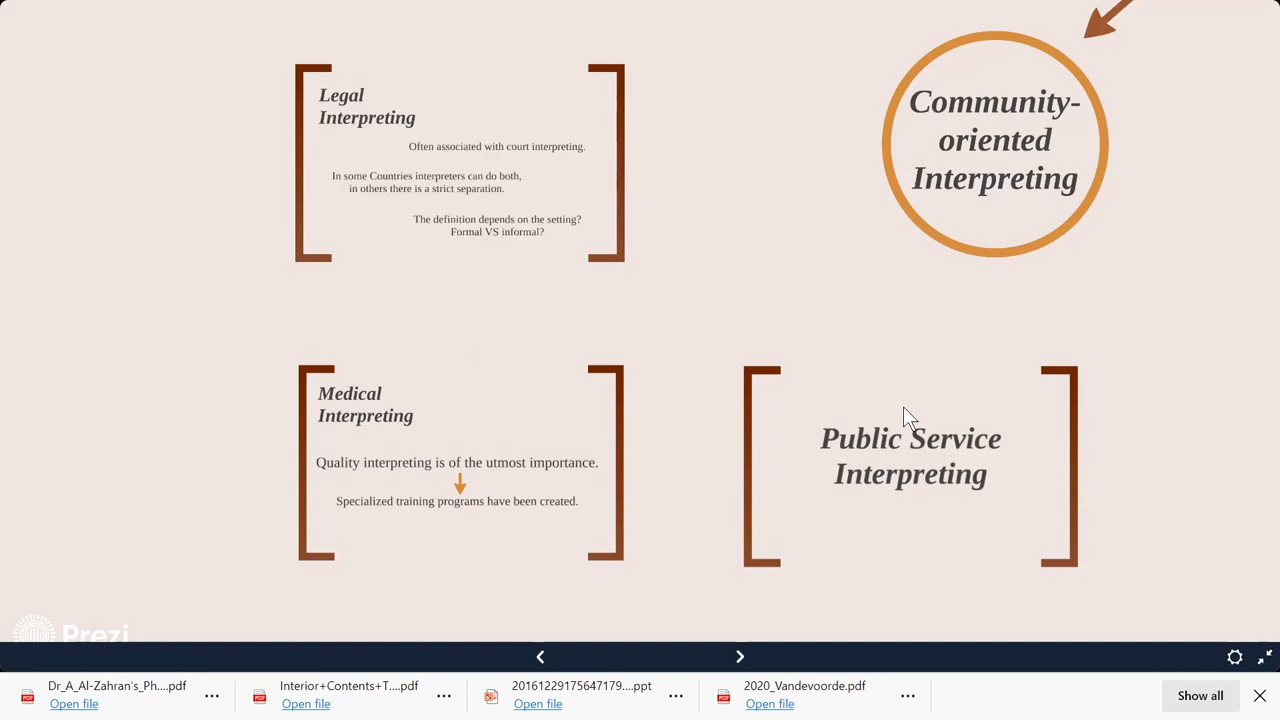 Legal
Interpreting
Often associated with court interpreting.
In some Countries interpreters can do both,
in others there is a strict separation.
The definition depends on the setting?
Formal VS informal?
Community-
oriented
Interpreting
Medical
Interpreting
Quality interpreting is of the utmost importance.
Specialized training programs have been created.
Public Service
Interpreting
Prezi
Dr_A_Al-Zahran's_Ph....pdf
Open file
Interior+Contents+T....pdf
Open file
20161229175647179....ppt
Open file
2020_Vandevoorde.pdf
Open file
Show all